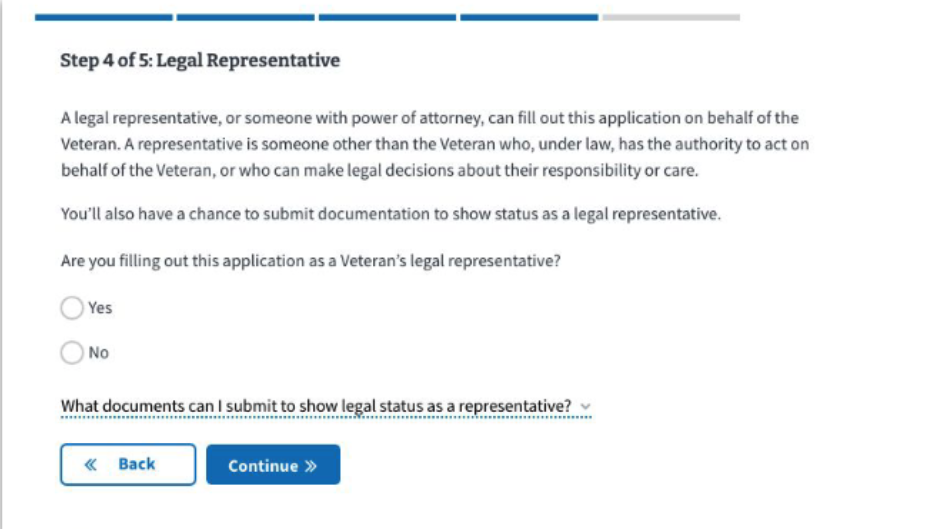 Step 4 of 5: Legal Representative
A legal representative, or someone with power of attorney, can fill out this application on behalf of the
Veteran. A representative is someone other than the Veteran who, under law, has the authority to act on
behalf of the Veteran, or who can make legal decisions about their responsibility or care.
You'll also have a chance to submit documentation to show status as a legal representative.
Are you filling out this application as a Veteran's legal representative?
Yes
No
What documents can I submit to show legal status as a representative?
« Back
Continue »